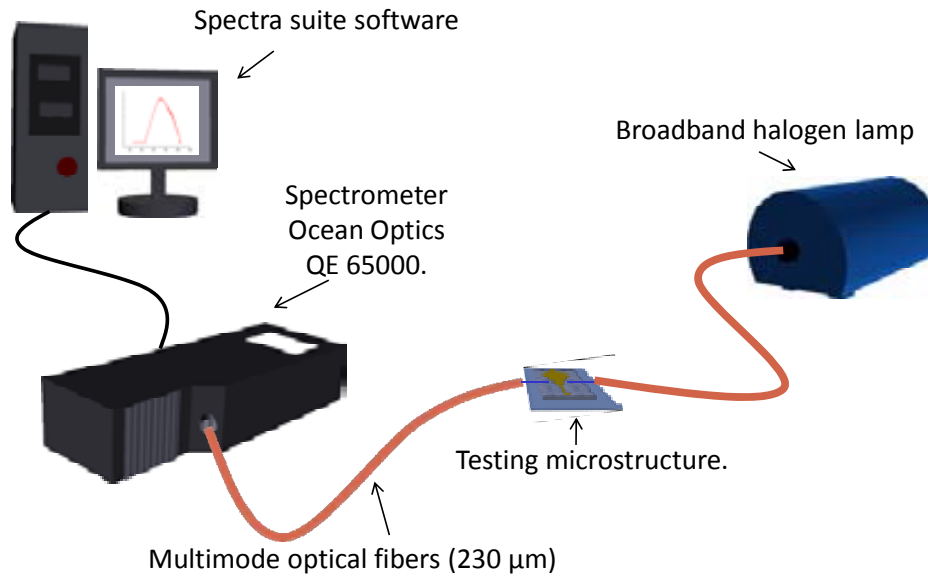 Spectra suite software
Broadband halogen lamp
Spectrometer
Ocean Optics
QE 65000.
Testing microstructure.
Multimode optical fibers (230 µm)